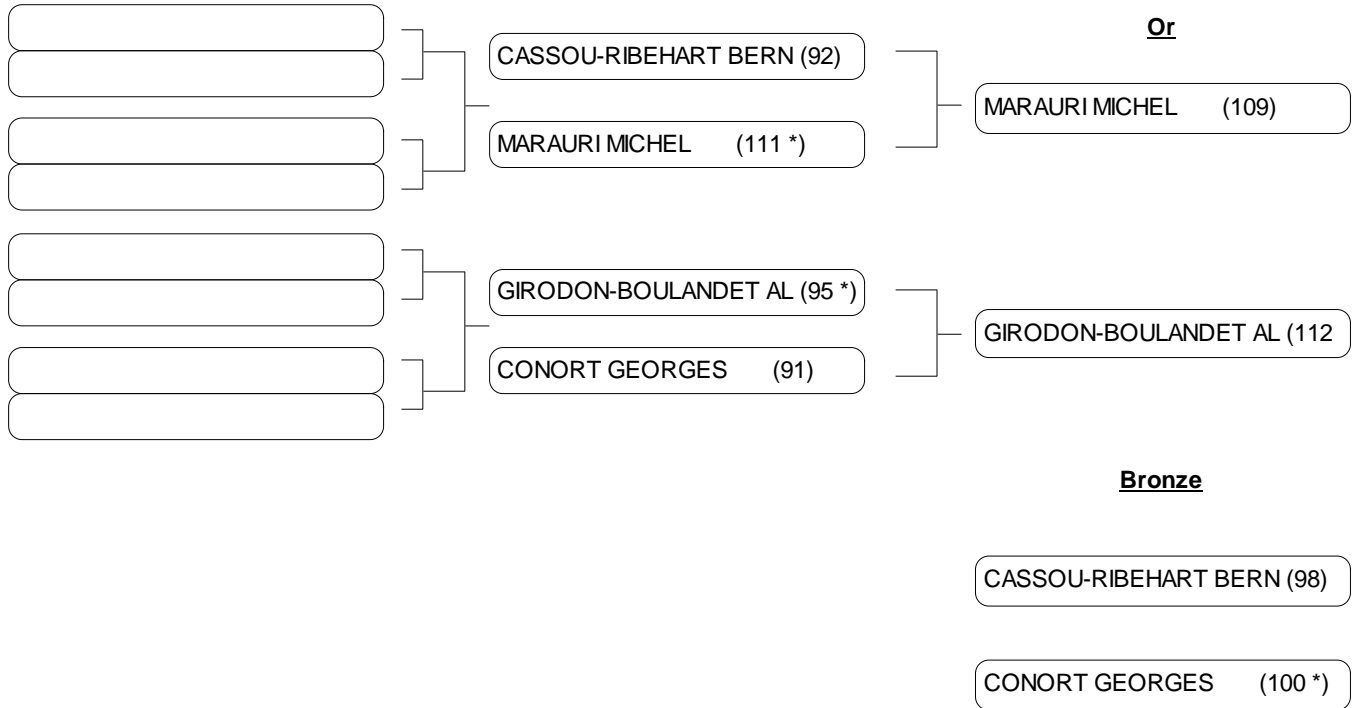 Or
CASSOU-RIBEHART BERN (92)
MARAURI MICHEL (109)
MARAURI MICHEL (111 *)
GIRODON-BOULANDET AL (95 *)
GIRODON-BOULANDET AL (112
CONORT GEORGES (91)
Bronze
CASSOU-RIBEHART BERN (98)
CONORT GEORGES (100 *)